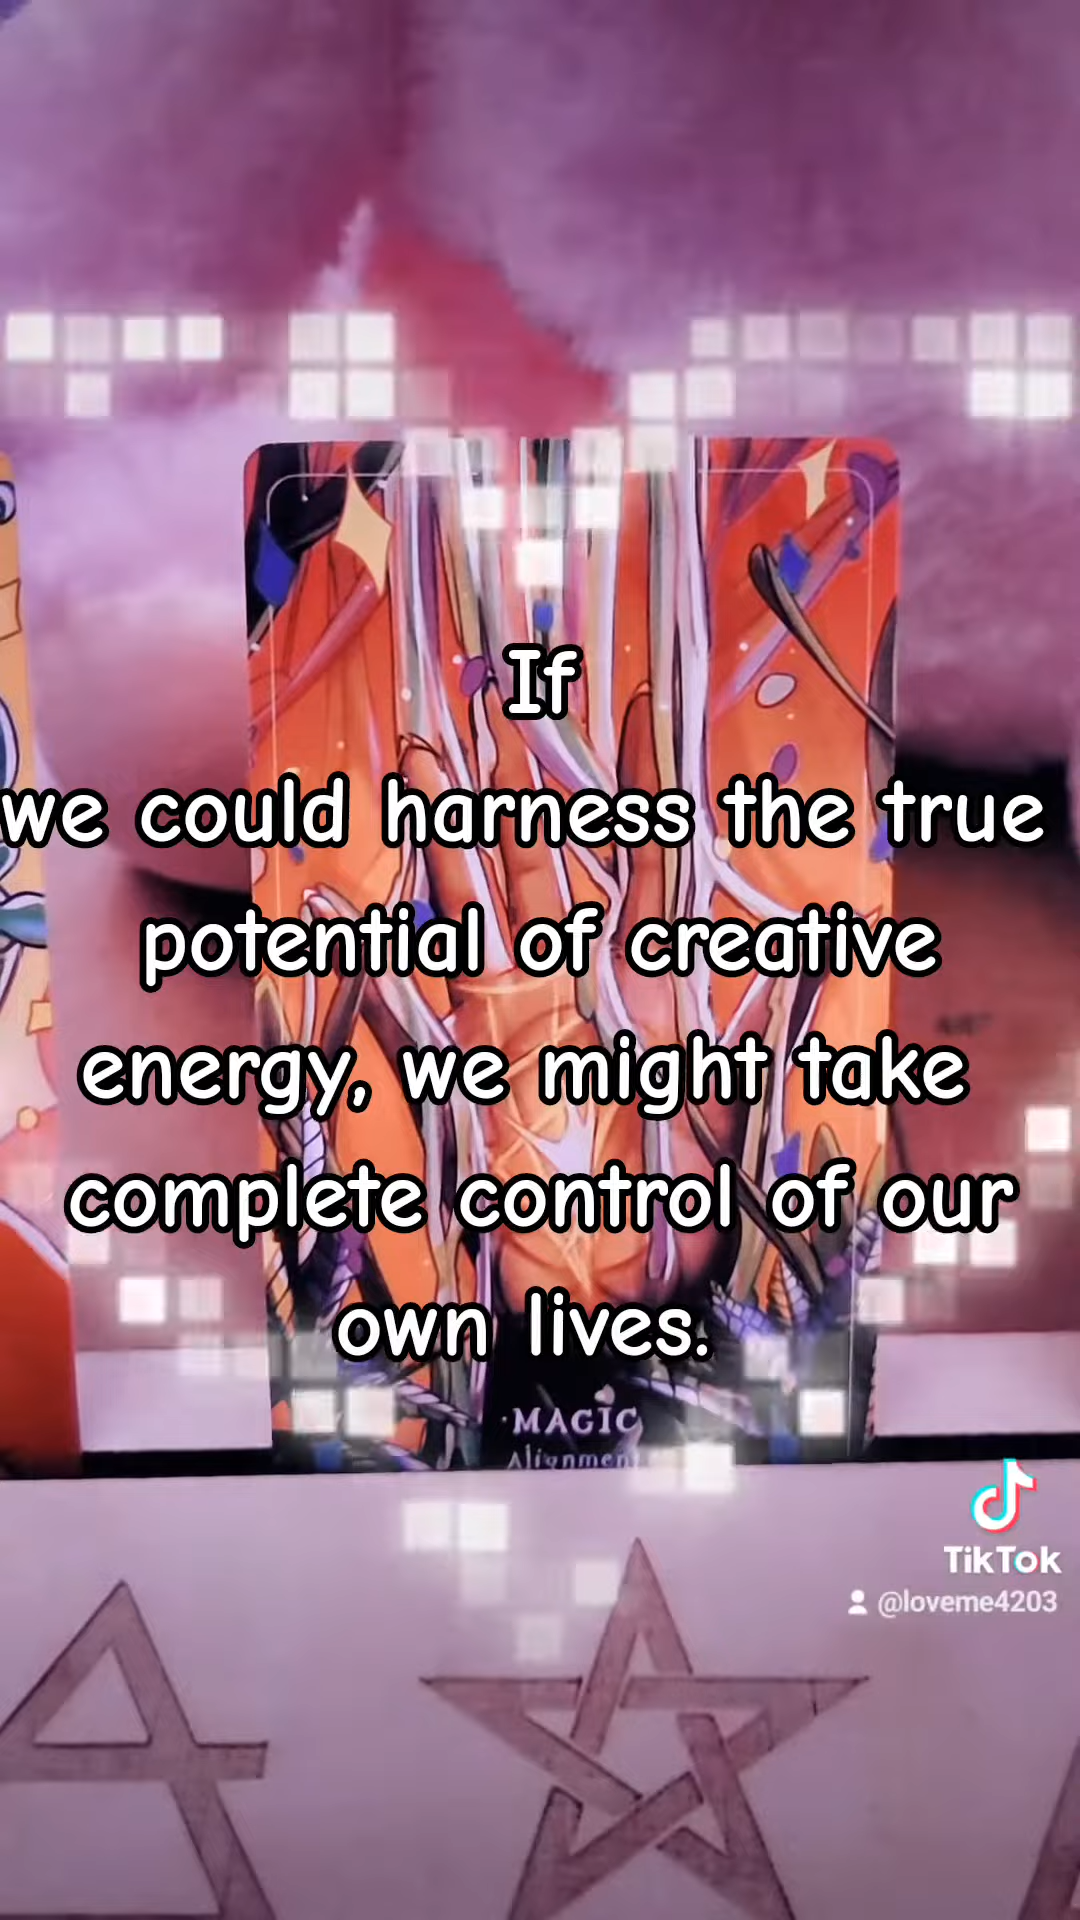 If
we could harness the true
potential of creative
energy, we might take
complete control of our
own lives.
·MAGIC
Alignment
TikTok
@loveme4203